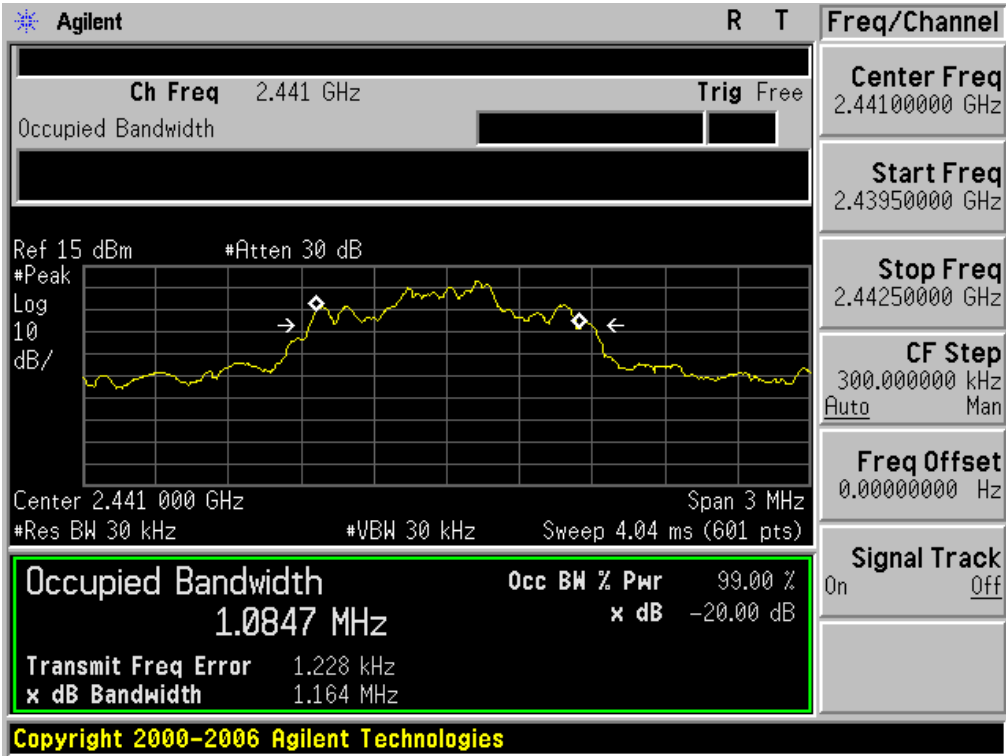 Agilent R T
Freq/Channel
Ch Freq 2.441 GHz Trig Free
Occupied Bandwidth
Center Freq
2.44100000 GHz
Start Freq
2.43950000 GHz
Stop Freq
2.44250000 GHz
CF Step
300.000000 kHz
Auto Man
Freq Offset
0.00000000 Hz
Signal Track
On Off
Ref 15 dBm #Atten 30 dB
#Peak
Log
10
dB/
Center 2.441 000 GHz Span 3 MHz
#Res BW 30 kHz #VBW 30 kHz Sweep 4.04 ms (601 pts)
Occupied Bandwidth
1.0847 MHz
Occ BW % Pwr 99.00 %
x dB -20.00 dB
Transmit Freq Error 1.228 kHz
x dB Bandwidth 1.164 MHz
Copyright 2000-2006 Agilent Technologies